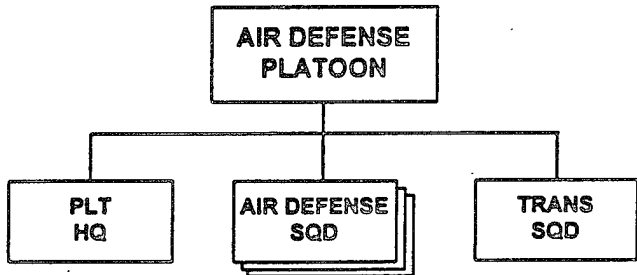 AIR DEFENSE
PLATOON
PLT
HQ
AIR DEFENSE
SQD
TRANS
SQD